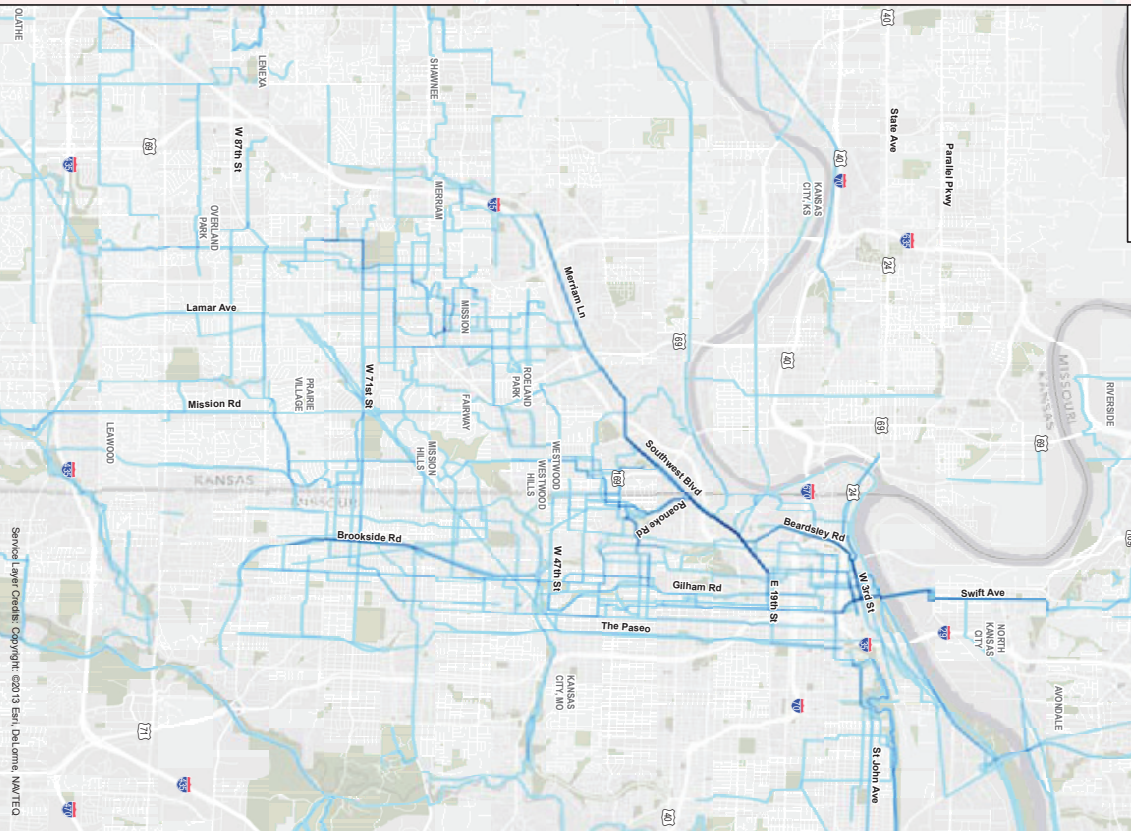 OLATHE
40
LENEXA
SHAWNEE
State Ave
W 87th St
69
Parallel Pkwy
40
70
435
KANSAS
CITY, KS
MERRIAM
35
OVERLAND
PARK
635
24
Merriam Ln
Lamar Ave
MISSION
69
40
MISSOURI
KANSAS
RIVERSIDE
W 71st St
ROELAND
PARK
PRAIRIE
VILLAGE
Mission Rd
FAIRWAY
69
69
LEAWOOD
MISSION
HILLS
WESTWOOD
WESTWOOD
HILLS
Southwest Blvd
435
KANSAS
MISSOURI
169
670
24
Roanoke Rd
Beardsley Rd
Brookside Rd
W 47th St
Gilham Rd
E 19th St
W 3rd St
Swift Ave
The Paseo
35
29
NORTH
KANSAS
CITY
KANSAS
CITY, MO
AVONDALE
70
71
St John Ave
435
40
Service Layer Credits: Copyright: ©2013 Esri, DeLorme, NAVTEQ